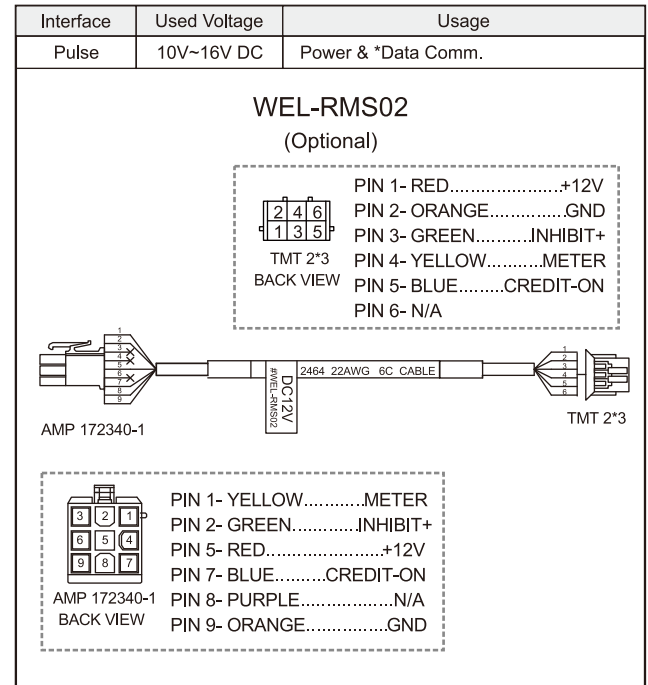 Interface Used Voltage Usage
Pulse 10V~16V DC Power & *Data Comm.
WEL-RMS02
(Optional)
2 4 6
1 3 5
TMT 2*3
BACK VIEW
PIN 1- RED......................+12V
PIN 2- ORANGE..............GND
PIN 3- GREEN..........INHIBIT+
PIN 4- YELLOW..........METER
PIN 5- BLUE.........CREDIT-ON
PIN 6- N/A
1
2
3
4
5
6
7
8
9
AMP 172340-1
#WEL-RMS02
DC12V
2464 22AWG 6C CABLE
1
2
3
4
5
6
TMT 2*3
3 2 1
6 5 4
9 8 7
AMP 172340-1
BACK VIEW
PIN 1- YELLOW...........METER
PIN 2- GREEN...........INHIBIT+
PIN 5- RED.......................+12V
PIN 7- BLUE..........CREDIT-ON
PIN 8- PURPLE..................N/A
PIN 9- ORANGE...............GND